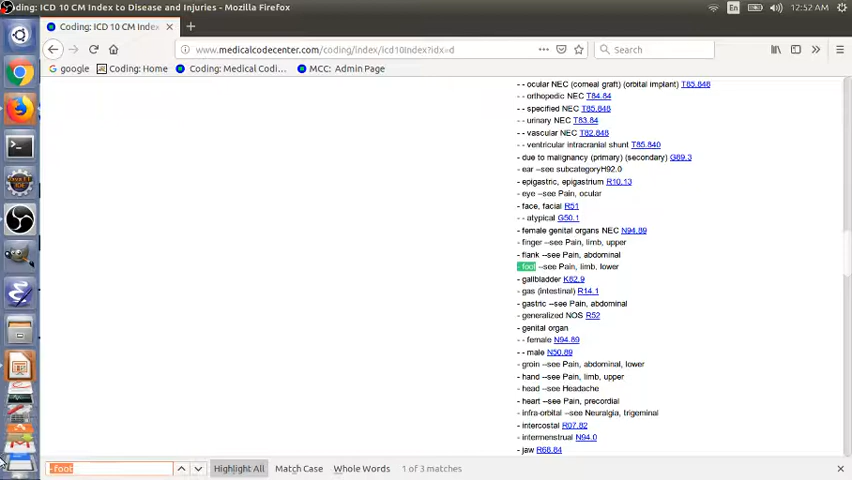 oding: ICD 10 CM Index to Disease and Injuries - Mozilla Firefox
En
12:52 AM
Coding: ICD 10 CM Index
www.medicalcodecenter.com/coding/index/icd10Index?idx=d
Search
google
Coding: Home
Coding: Medical Codi...
MCC: Admin Page
- - ocular NEC (corneal graft) (orbital implant) T85.848
- - orthopedic NEC T84.84
- - specified NEC T85.848
- - urinary NEC T83.84
- - vascular NEC T82.848
- - ventricular intracranial shunt T85.840
- due to malignancy (primary) (secondary) G89.3
- ear --see subcategoryH92.0
- epigastric, epigastrium R10.13
- eye --see Pain, ocular
- face, facial R51
- - atypical G50.1
- female genital organs NEC N94.89
- finger --see Pain, limb, upper
- flank --see Pain, abdominal
- foot --see Pain, limb, lower
- gallbladder K82.9
- gas (intestinal) R14.1
- gastric --see Pain, abdominal
- generalized NOS R52
- genital organ
- - female N94.89
- - male N50.89
- groin --see Pain, abdominal, lower
- hand --see Pain, limb, upper
- head --see Headache
- heart --see Pain, precordial
- infra-orbital --see Neuralgia, trigeminal
- intercostal R07.82
- intermenstrual N94.0
- jaw R68.84
- foot
Highlight All
Match Case
Whole Words
1 of 3 matches